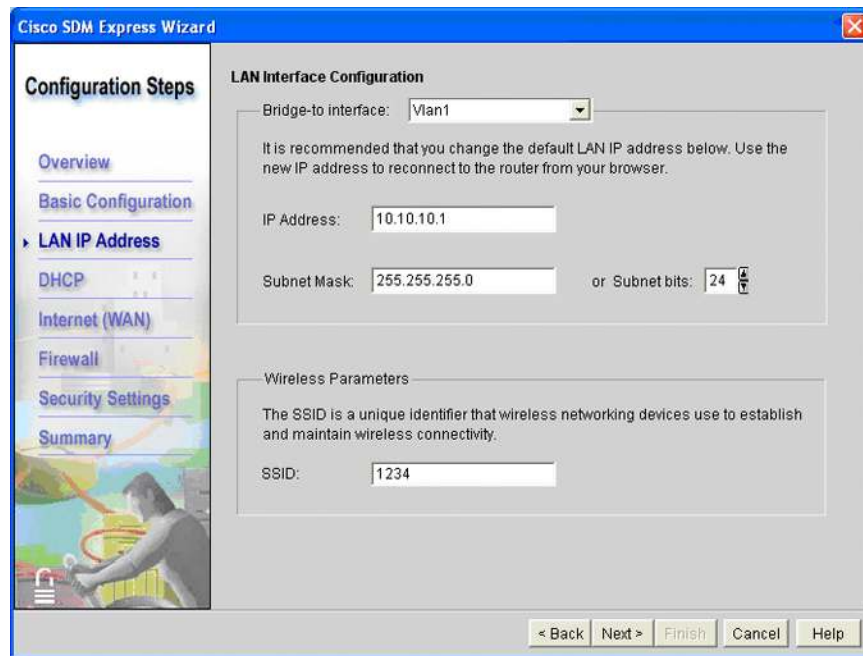 Cisco SDM Express Wizard
Configuration Steps
Overview
Basic Configuration
LAN IP Address
DHCP
Internet (WAN)
Firewall
Security Settings
Summary
LAN Interface Configuration
Bridge-to interface: Vlan1
It is recommended that you change the default LAN IP address below. Use the
new IP address to reconnect to the router from your browser.
IP Address: 10.10.10.1
Subnet Mask: 255.255.255.0 or Subnet bits: 24
Wireless Parameters
The SSID is a unique identifier that wireless networking devices use to establish
and maintain wireless connectivity.
SSID: 1234
< Back Next > Finish Cancel Help